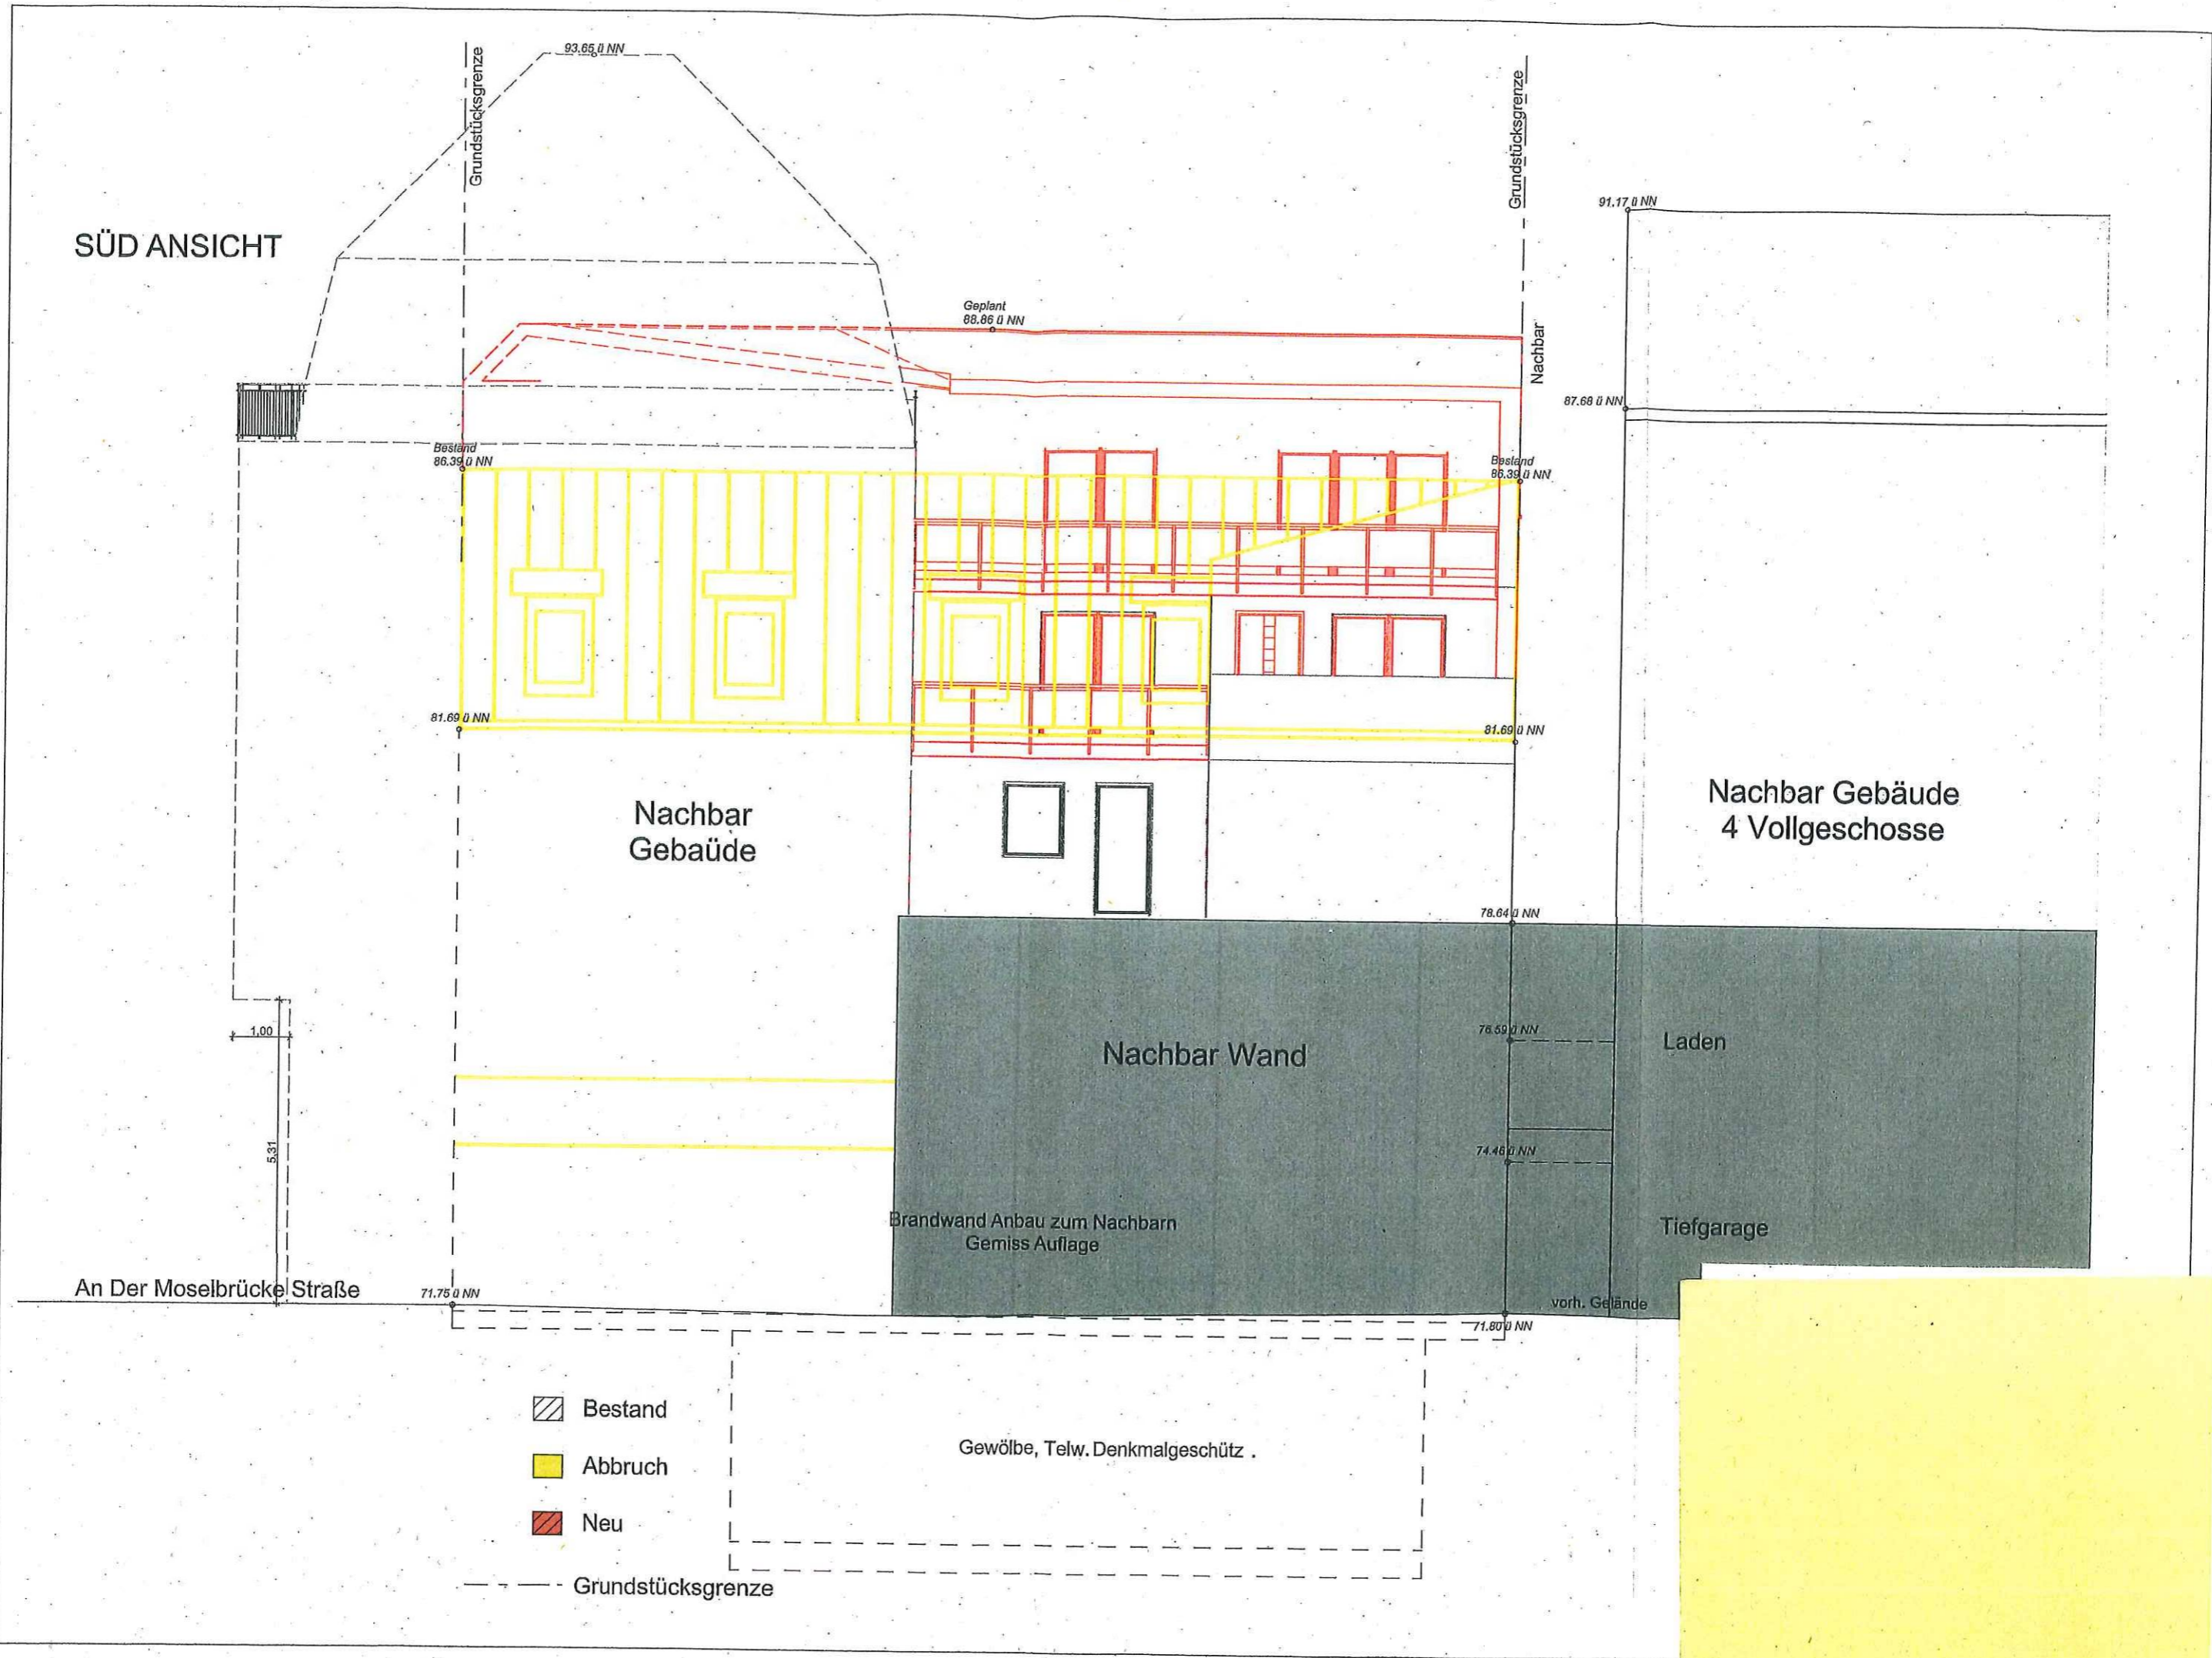 93.65 ü NN
Grundstücksgrenze
Grundstücksgrenze
91.17 ü NN
SÜD ANSICHT
Geplant
88.86 ü NN
Nachbar
87.68 ü NN
Bestand
86.39 ü NN
Bestand
86.39 ü NN
81.69 ü NN
81.69 ü NN
Nachbar
Gebaüde
Nachbar Gebäude
4 Vollgeschosse
78.64 ü NN
1,00
76.59 ü NN
Laden
Nachbar Wand
5,31
74.46 ü NN
Brandwand Anbau zum Nachbarn
Gemiss Auflage
Tiefgarage
An Der Moselbrücke Straße
71.75 ü NN
vorh. Gelände
71.80 ü NN
Bestand
Abbruch
Neu
Grundstücksgrenze
Gewölbe, Telw. Denkmalgeschütz .